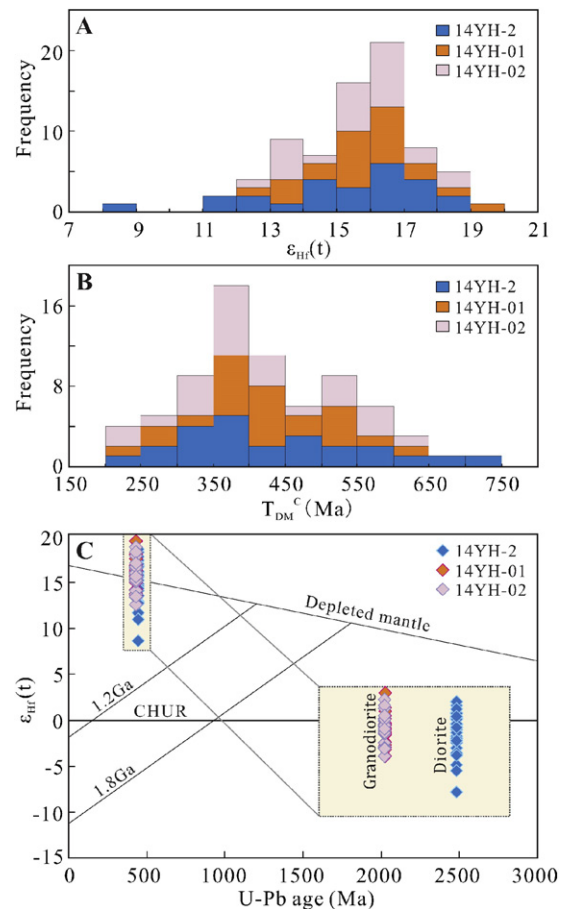 A
14YH-2
14YH-01
14YH-02
Frequency
20
10
0
7 9 11 13 15 17 19 21
εHf(t)
B
14YH-2
14YH-01
14YH-02
Frequency
16
8
0
150 250 350 450 550 650 750
TDM^C (Ma)
C
14YH-2
14YH-01
14YH-02
εHf(t)
20
15
10
5
0
-5
-10
-15
Depleted mantle
1.2Ga
CHUR
1.8Ga
Granodiorite
Diorite
0 500 1000 1500 2000 2500 3000
U-Pb age (Ma)